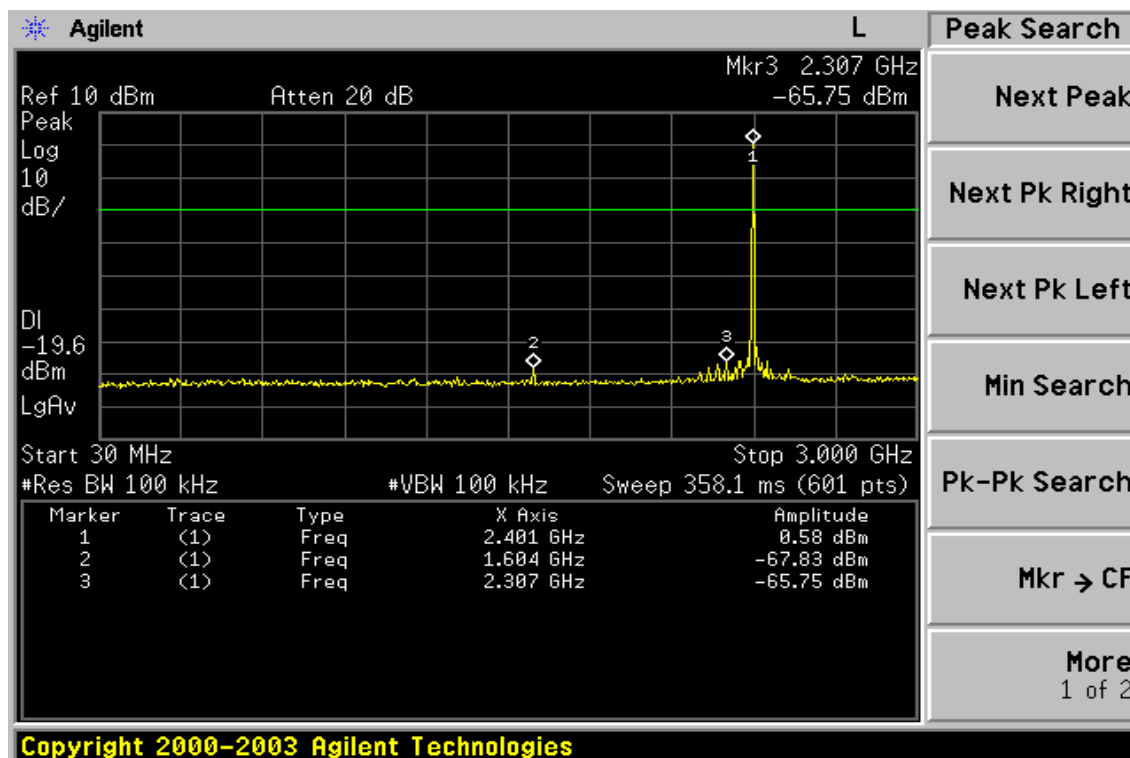 Agilent L Peak Search
Mkr3 2.307 GHz
Ref 10 dBm Atten 20 dB -65.75 dBm
Peak
Log
10
dB/
1
DI
-19.6
dBm
LgAv
2
3
Start 30 MHz Stop 3.000 GHz
#Res BW 100 kHz #VBW 100 kHz Sweep 358.1 ms (601 pts)
Marker Trace Type X Axis Amplitude
1 (1) Freq 2.401 GHz 0.58 dBm
2 (1) Freq 1.604 GHz -67.83 dBm
3 (1) Freq 2.307 GHz -65.75 dBm
Next Peak
Next Pk Right
Next Pk Left
Min Search
Pk-Pk Search
Mkr → CF
More
1 of 2
Copyright 2000-2003 Agilent Technologies